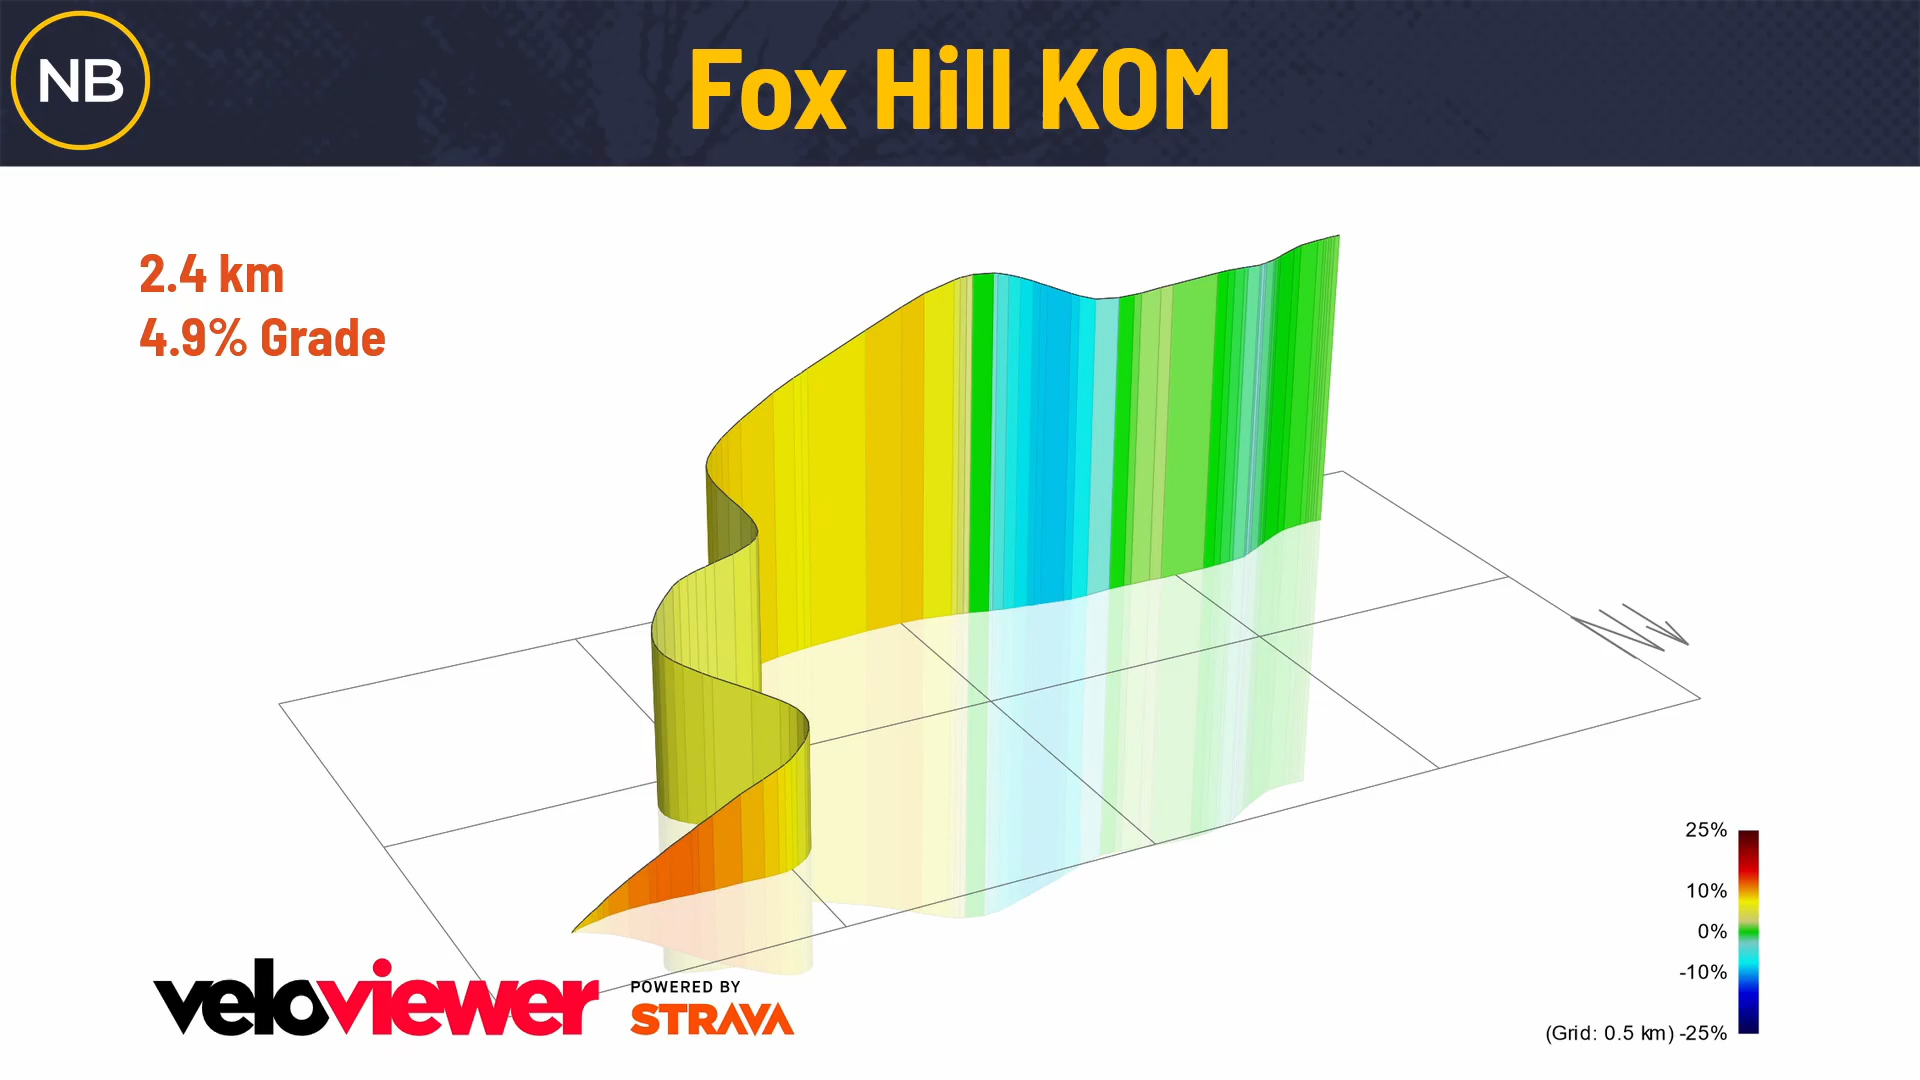 NB
Fox Hill KOM
2.4 km
4.9% Grade
N
25%
10%
0%
-10%
(Grid: 0.5 km) -25%
veloviewer
POWERED BY
STRAVA